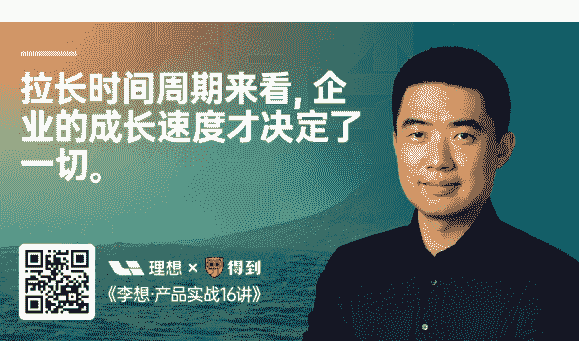 拉长时间周期来看, 企
业的成长速度才决定了
一切。
理想 × 得到
《李想·产品实战16讲》